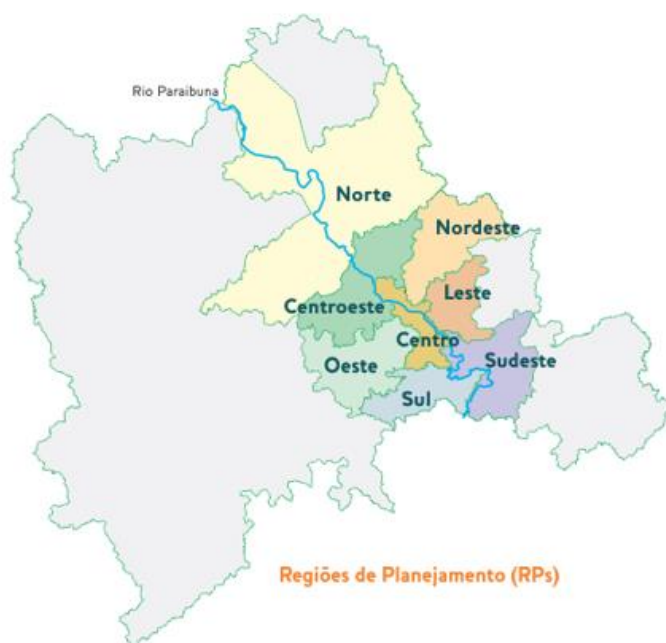 Rio Paraibuna
Norte
Nordeste
Leste
Centroeste
Centro
Sudeste
Oeste
Sul
Regiões de Planejamento (RPs)